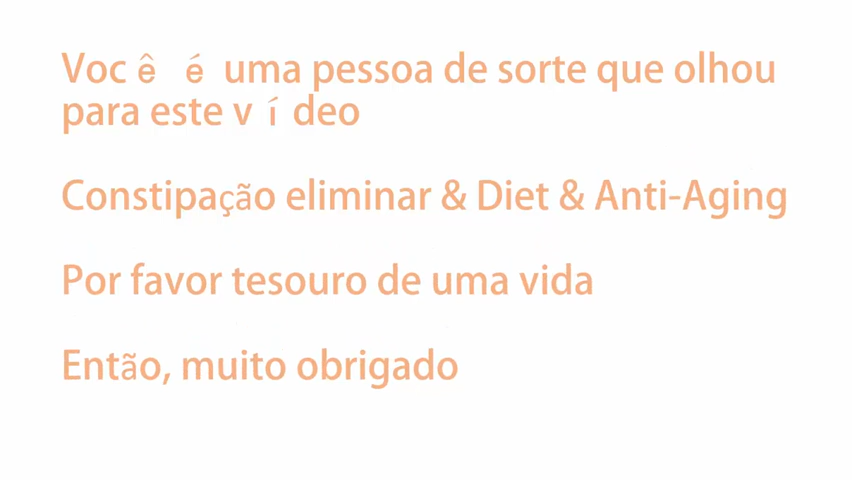 Você é uma pessoa de sorte que olhou
para este vídeo
Constipação eliminar & Diet & Anti-Aging
Por favor tesouro de uma vida
Então, muito obrigado